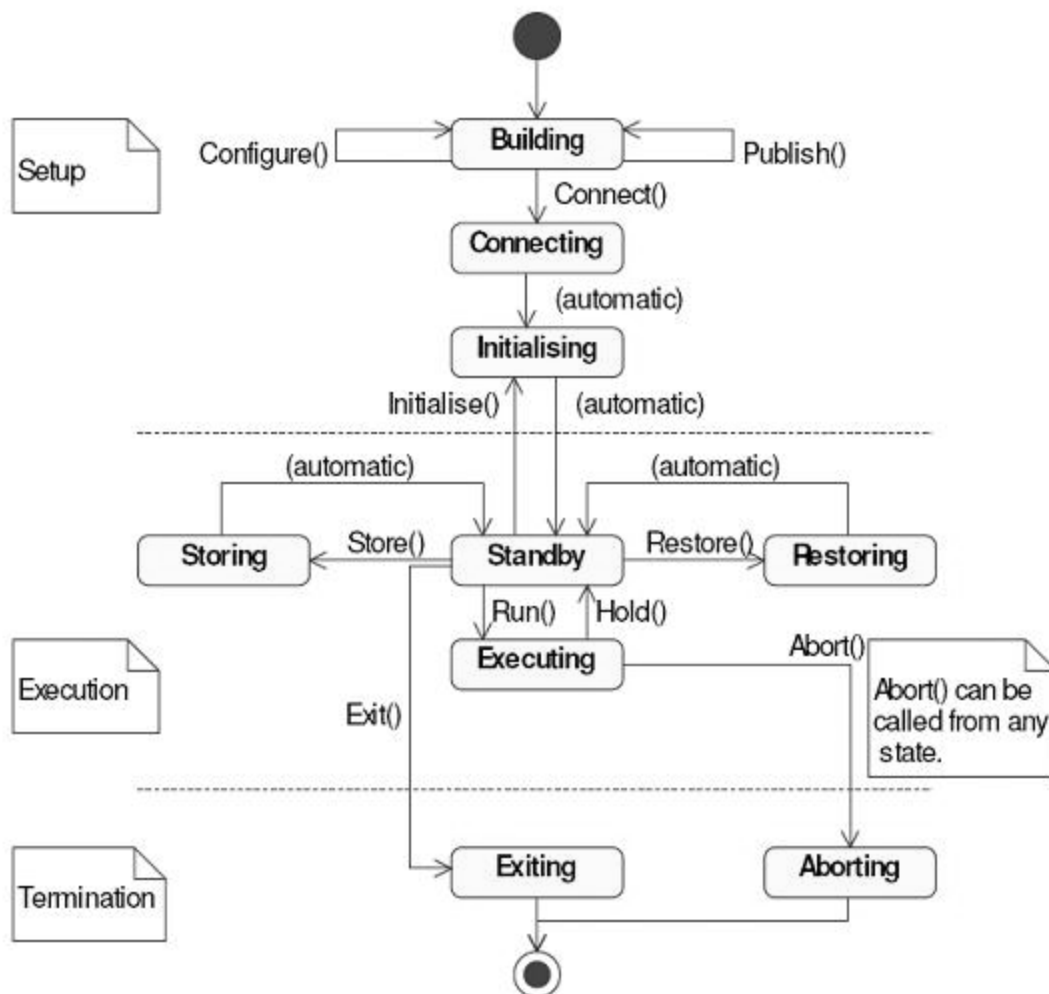 Building
Configure()
Publish()
Setup
Connect()
Connecting
(automatic)
Initialising
Initialise()
(automatic)
(automatic)
(automatic)
Storing
Store()
Standby
Restore()
Restoring
Run()
Hold()
Executing
Abort()
Execution
Abort() can be
called from any
state.
Exit()
Exiting
Aborting
Termination